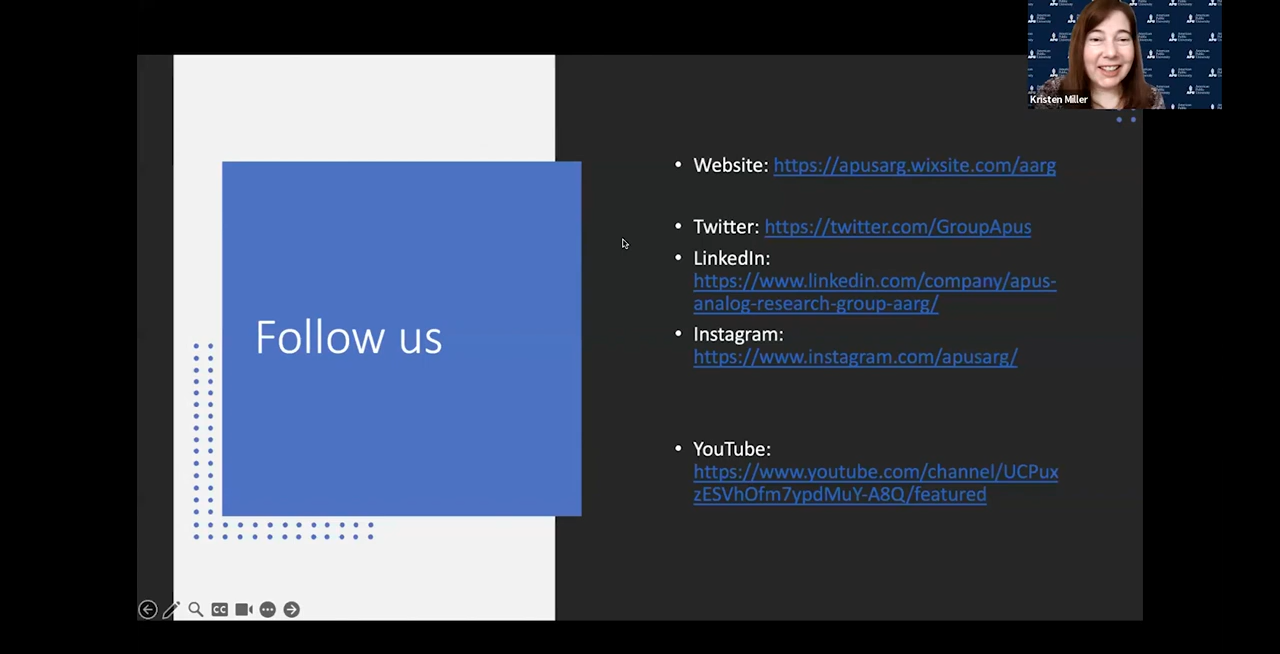 Kristen Miller
Follow us
• Website: https://apusarg.wixsite.com/aarg
• Twitter: https://twitter.com/GroupApus
• LinkedIn:
https://www.linkedin.com/company/apus-
analog-research-group-aarg/
• Instagram:
https://www.instagram.com/apusarg/
• YouTube:
https://www.youtube.com/channel/UCPux
zESVhOfm7ypdMuY-A8Q/featured
CC